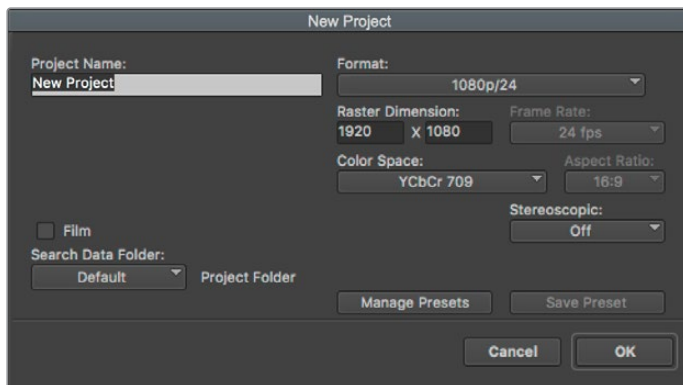 New Project
Project Name:
New Project
Format:
1080p/24
Raster Dimension:
1920 X 1080
Frame Rate:
24 fps
Color Space:
YCbCr 709
Aspect Ratio:
16:9
Stereoscopic:
Off
Film
Search Data Folder:
Default
Project Folder
Manage Presets
Save Preset
Cancel
OK